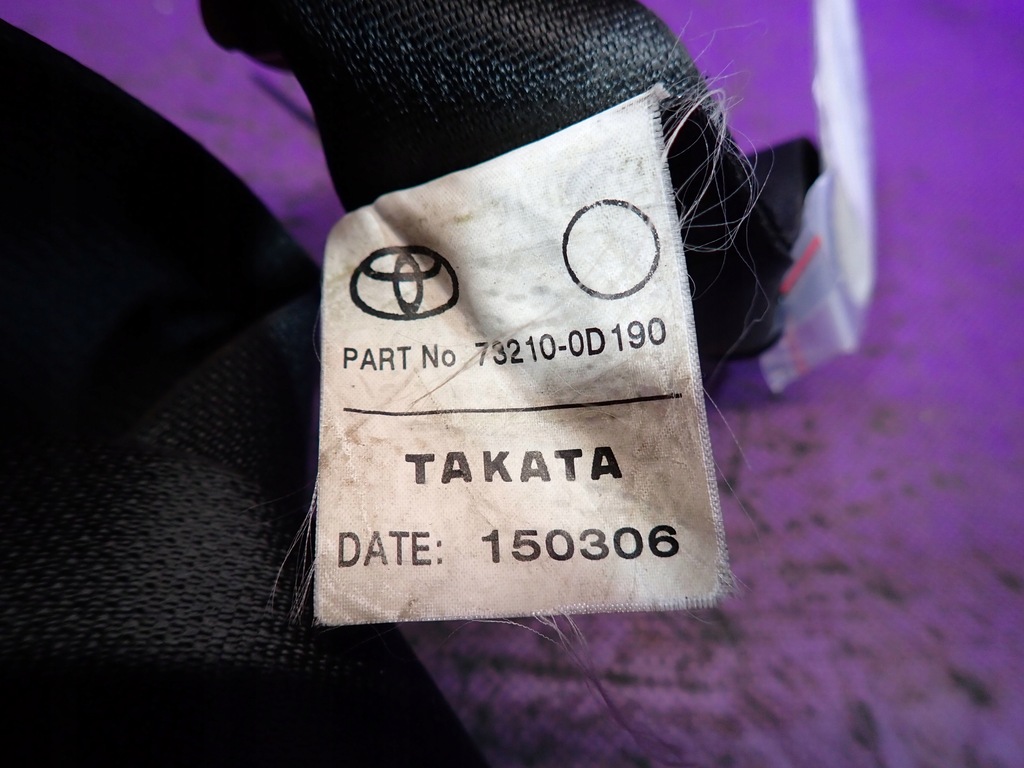 PART No 73210-0D190
TAKATA
DATE: 150306